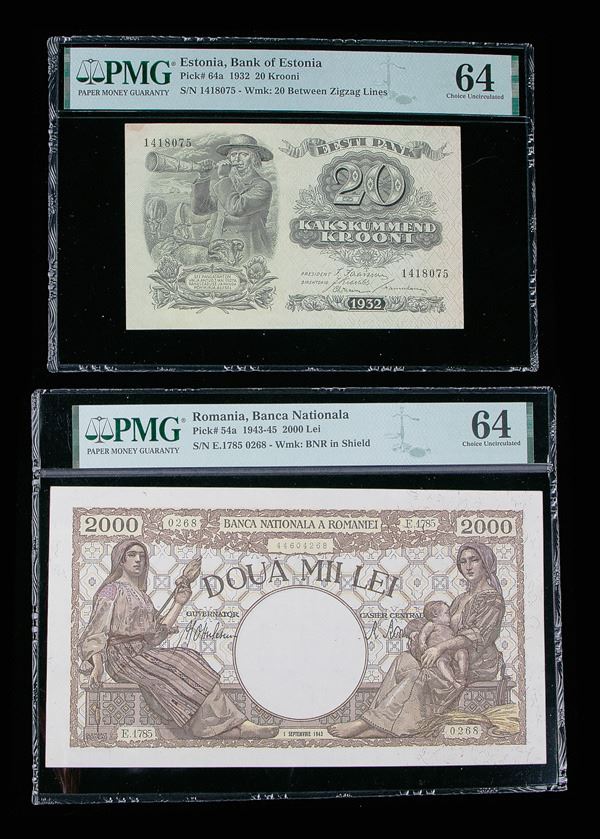 PMG
PAPER MONEY GUARANTY
Estonia, Bank of Estonia
Pick# 64a 1932 20 Krooni
S/N 1418075 - Wmk: 20 Between Zigzag Lines
64
Choice Uncirculated
1418075
EESTI PANK
20
KAKSKÜMMEND
KROONI
PRESIDENT
DIREKTORID
1418075
1932
PMG
PAPER MONEY GUARANTY
Romania, Banca Nationala
Pick# 54a 1943-45 2000 Lei
S/N E.1785 0268 - Wmk: BNR in Shield
64
Choice Uncirculated
2000
0268
BANCA NATIONALA A ROMANIEI
E.1785
2000
44604268
DOUA MII LEI
GUVERNATOR
CASIER CENTRAL
E.1785
1 SEPTEMVRIE 1943
0268